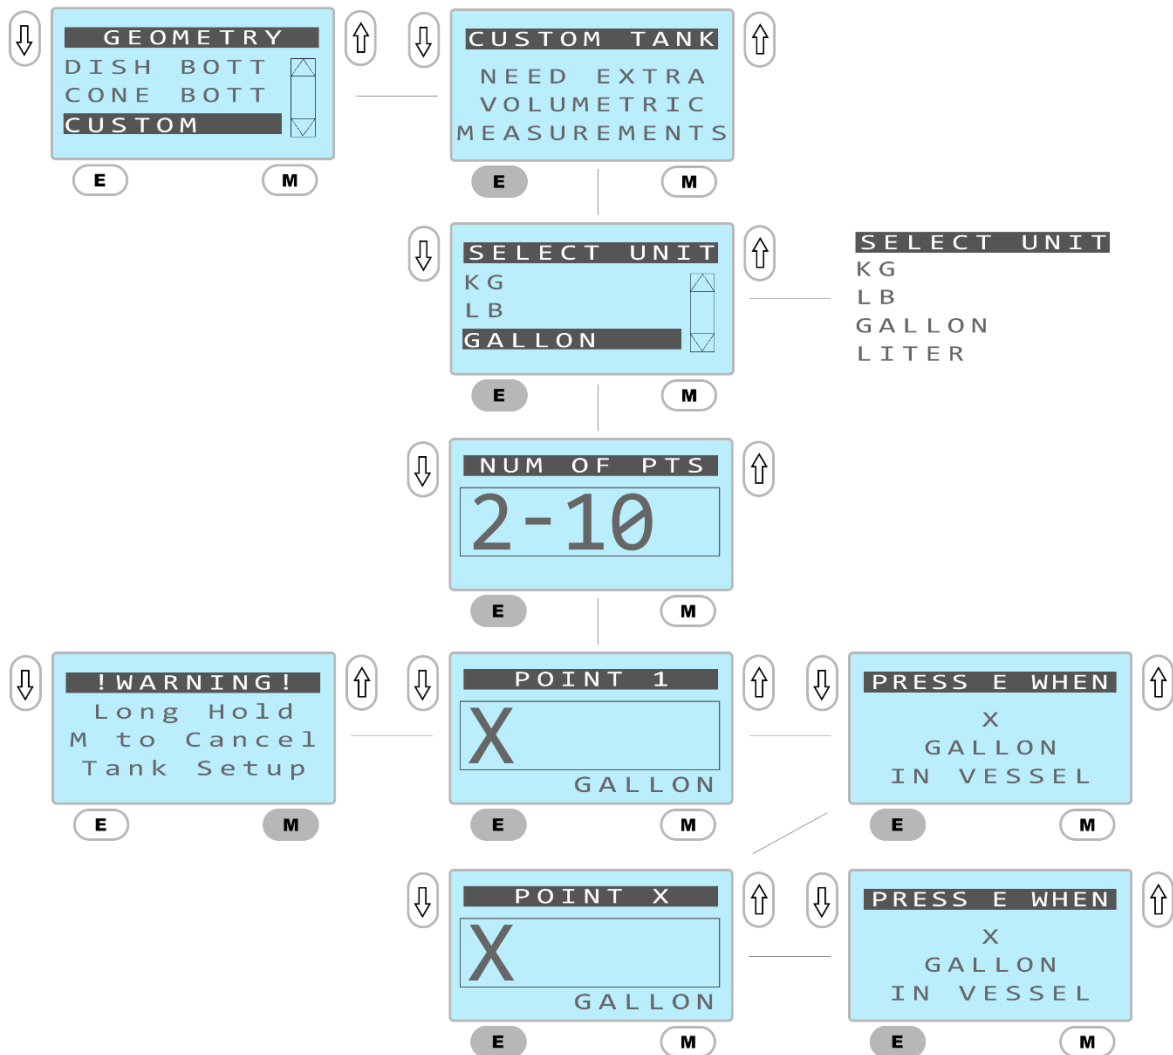 GEOMETRY
DISH BOTT
CONE BOTT
CUSTOM
E
M
CUSTOM TANK
NEED EXTRA
VOLUMETRIC
MEASUREMENTS
E
M
SELECT UNIT
KG
LB
GALLON
E
M
SELECT UNIT
KG
LB
GALLON
LITER
NUM OF PTS
2-10
E
M
!WARNING!
Long Hold
M to Cancel
Tank Setup
E
M
POINT 1
X
GALLON
E
M
PRESS E WHEN
X
GALLON
IN VESSEL
E
M
POINT X
X
GALLON
E
M
PRESS E WHEN
X
GALLON
IN VESSEL
E
M